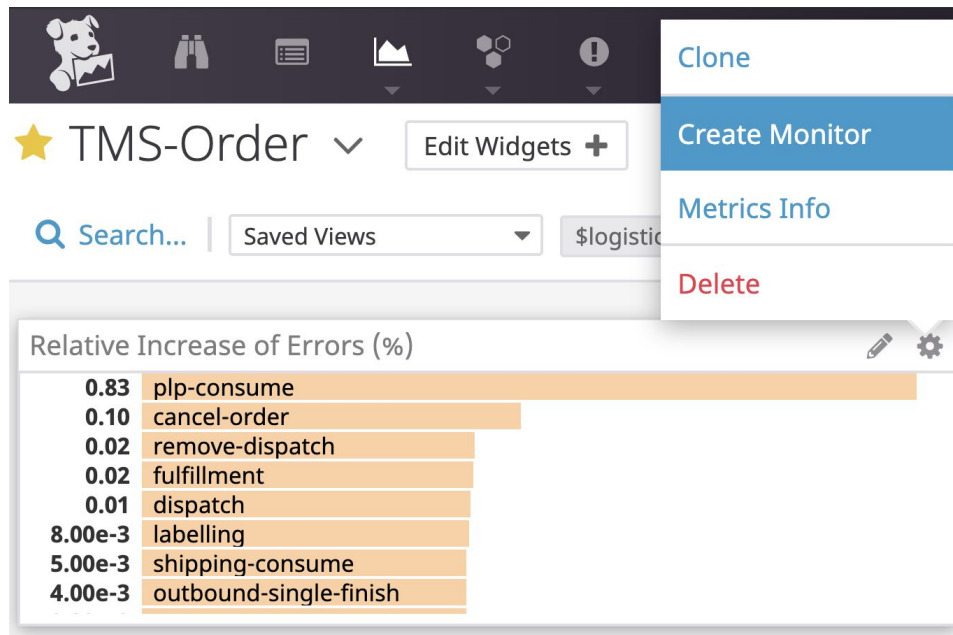 Clone
Create Monitor
Metrics Info
Delete
TMS-Order
Edit Widgets +
Search...
Saved Views
$logistic
Relative Increase of Errors (%)
0.83 plp-consume
0.10 cancel-order
0.02 remove-dispatch
0.02 fulfillment
0.01 dispatch
8.00e-3 labelling
5.00e-3 shipping-consume
4.00e-3 outbound-single-finish